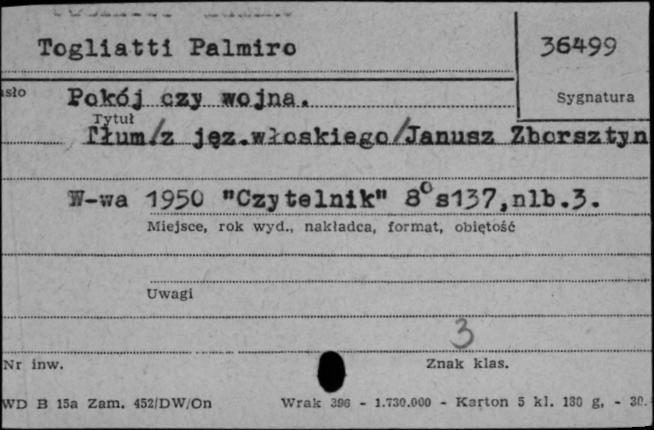 Togliatti Palmiro
36499
Pokój czy wojna.
Sygnatura
Tytuł
Tłum/z jęz.włoskiego/Janusz Zborsztyn
W-wa 1950 "Czytelnik" 8° s137,nlb.3.
Miejsce, rok wyd., nakładca, format, objętość
Uwagi
3
Nr inw.
Znak klas.
WD B 15a Zam. 452/DW/On Wrak 396 - 1.730.000 - Karton 5 kl. 180 g, - 30.